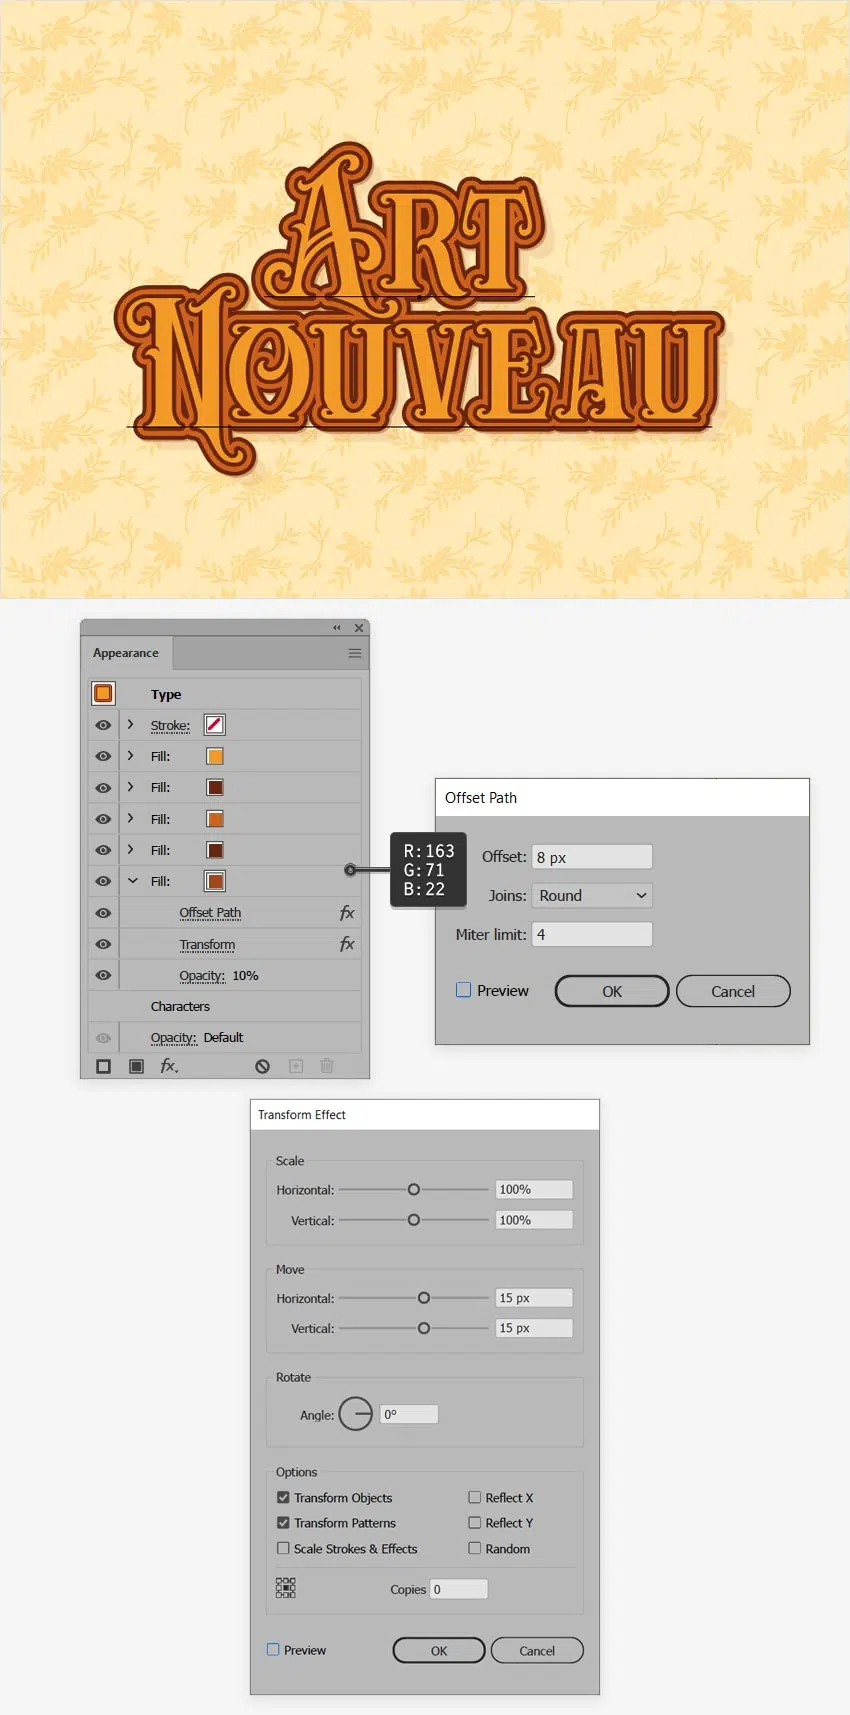 ART
NOUVEAU
Appearance
Type
Stroke:
Fill:
Fill:
Fill:
Fill:
Fill:
Offset Path fx
Transform fx
Opacity: 10%
Characters
Opacity: Default
fx.
R:163
G:71
B:22
Offset Path
Offset: 8 px
Joins: Round
Miter limit: 4
Preview OK Cancel
Transform Effect
Scale
Horizontal: 100%
Vertical: 100%
Move
Horizontal: 15 px
Vertical: 15 px
Rotate
Angle: 0°
Options
Transform Objects Reflect X
Transform Patterns Reflect Y
Scale Strokes & Effects Random
Copies 0
Preview OK Cancel